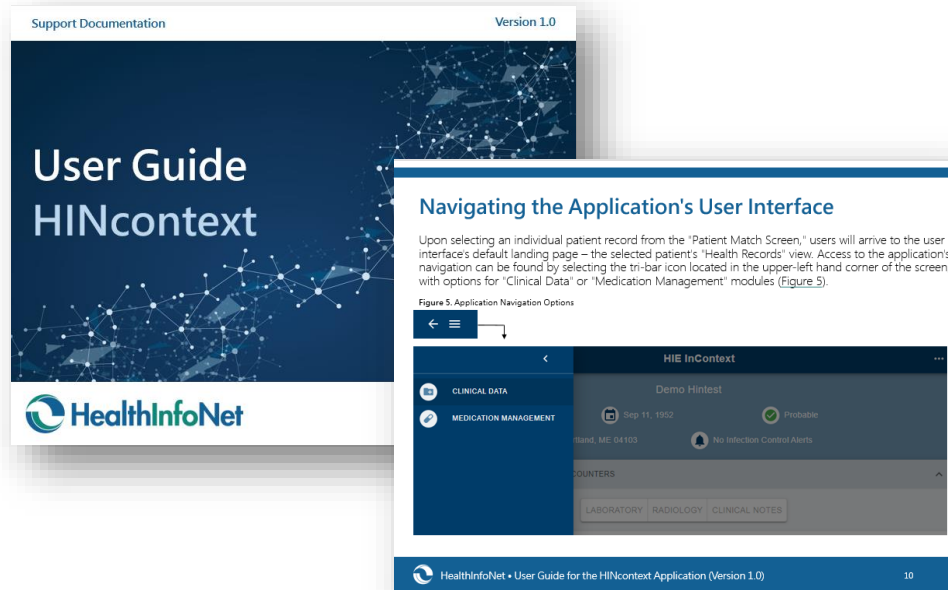 Support Documentation
Version 1.0
User Guide
HINcontext
HealthInfoNet
Navigating the Application's User Interface
Upon selecting an individual patient record from the "Patient Match Screen," users will arrive to the user
interface's default landing page – the selected patient's "Health Records" view. Access to the application's
navigation can be found by selecting the tri-bar icon located in the upper-left hand corner of the screen
with options for "Clinical Data" or "Medication Management" modules (Figure 5).
Figure 5. Application Navigation Options
HIE InContext
CLINICAL DATA
MEDICATION MANAGEMENT
Demo Hintest
Sep 11, 1952
Probable
ME 04103
No Infection Control Alerts
LABORATORY
RADIOLOGY
CLINICAL NOTES
HealthInfoNet • User Guide for the HINcontext Application (Version 1.0)
10